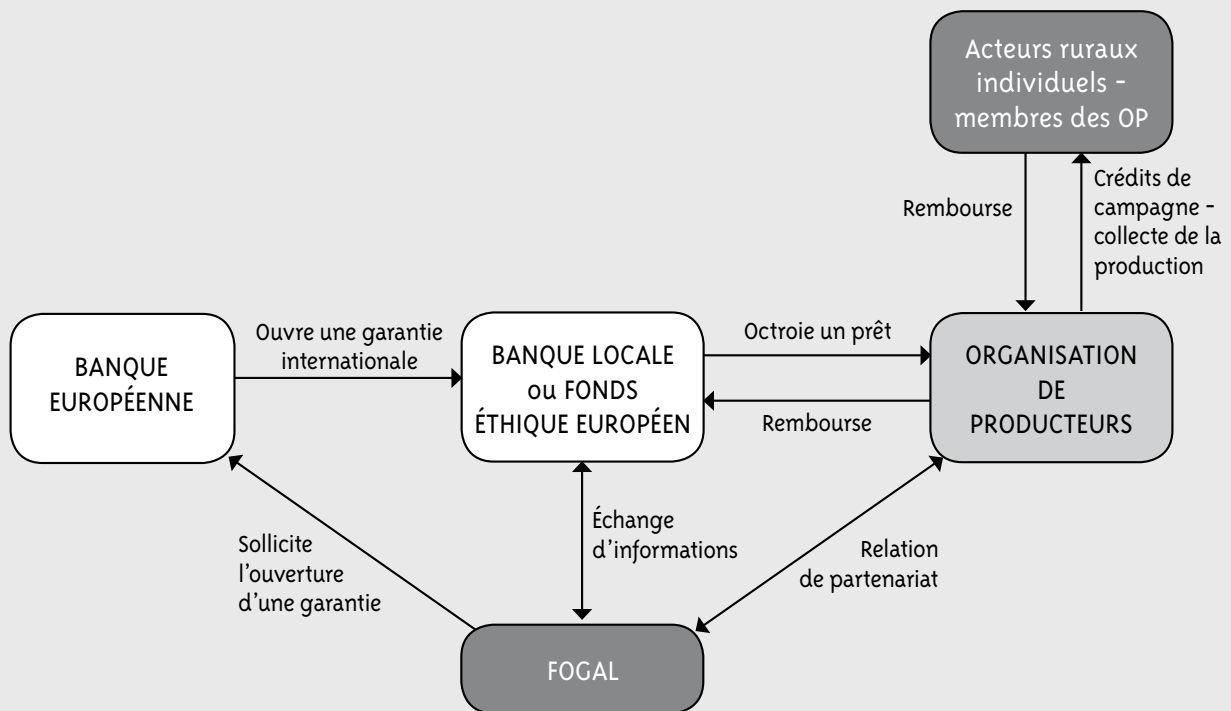 Acteurs ruraux
individuels -
membres des OP
Rembourse
Crédits de
campagne -
collecte de la
production
BANQUE
EUROPÉENNE
Ouvre une garantie
internationale
BANQUE LOCALE
ou FONDS
ÉTHIQUE EUROPÉEN
Octroie un prêt
Rembourse
ORGANISATION
DE
PRODUCTEURS
Sollicite
l'ouverture
d'une garantie
Échange
d'informations
Relation
de partenariat
FOGAL